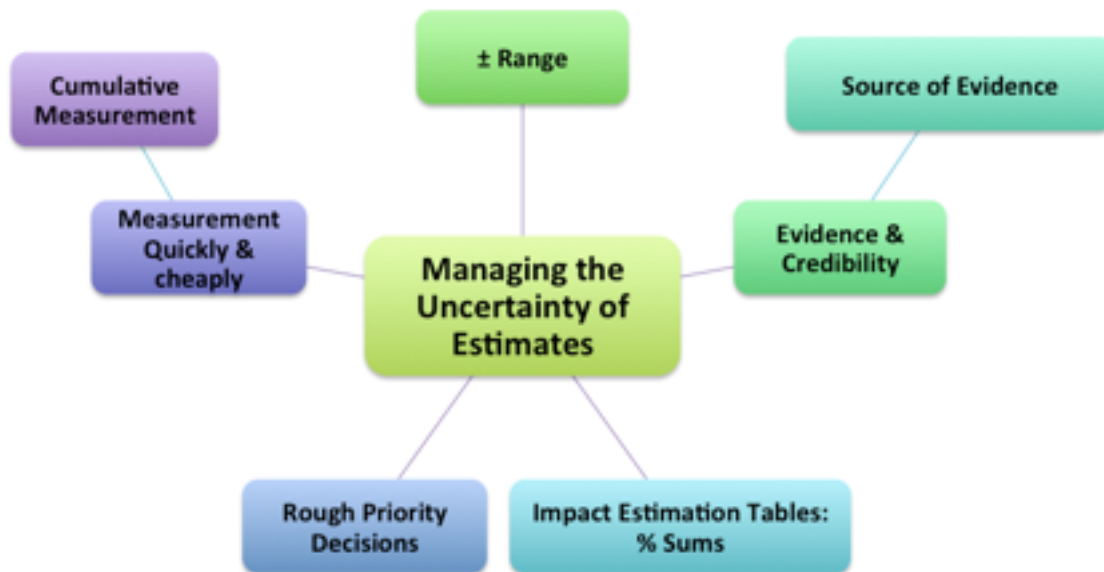 ± Range
Cumulative
Measurement
Source of Evidence
Measurement
Quickly &
cheaply
Evidence &
Credibility
Managing the
Uncertainty of
Estimates
Rough Priority
Decisions
Impact Estimation Tables:
% Sums